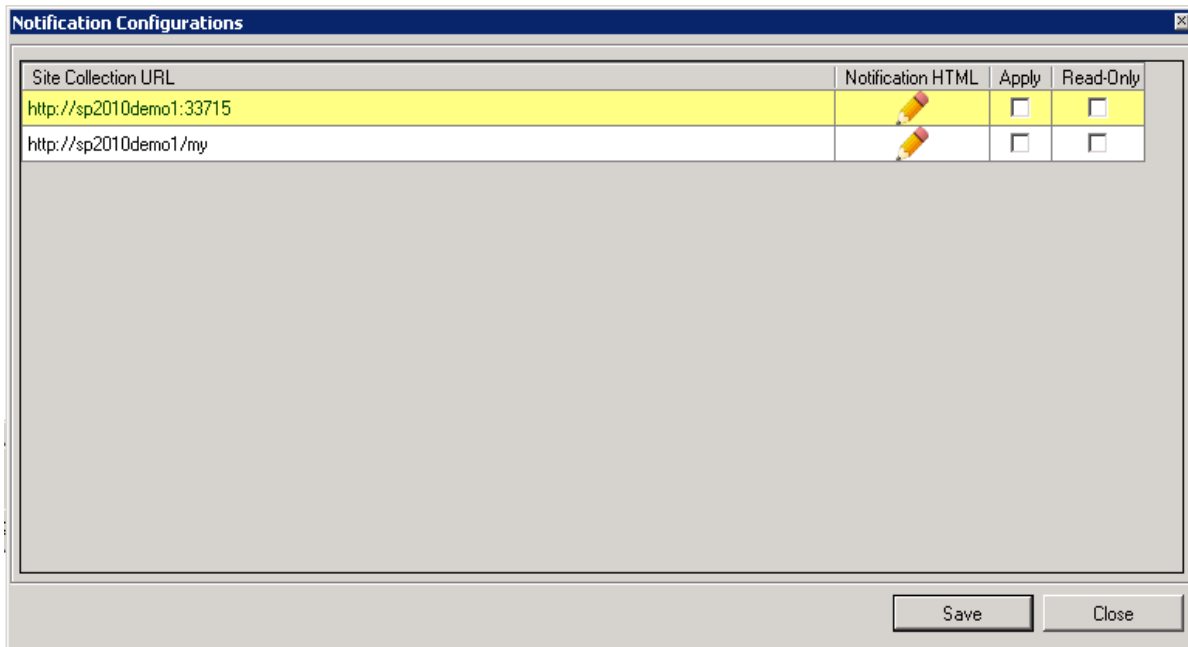 Notification Configurations
Site Collection URL Notification HTML Apply Read-Only
http://sp2010demo1:33715
http://sp2010demo1/my
Save Close